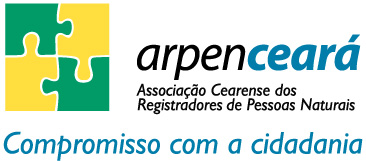 arpenceará
Associação Cearense dos
Registradores de Pessoas Naturais
Compromisso com a cidadania